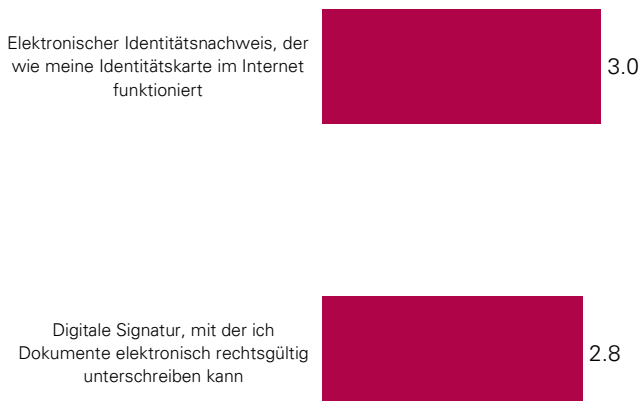 Elektronischer Identitätsnachweis, der
wie meine Identitätskarte im Internet
funktioniert
3.0
Digitale Signatur, mit der ich
Dokumente elektronisch rechtsgültig
unterschreiben kann
2.8